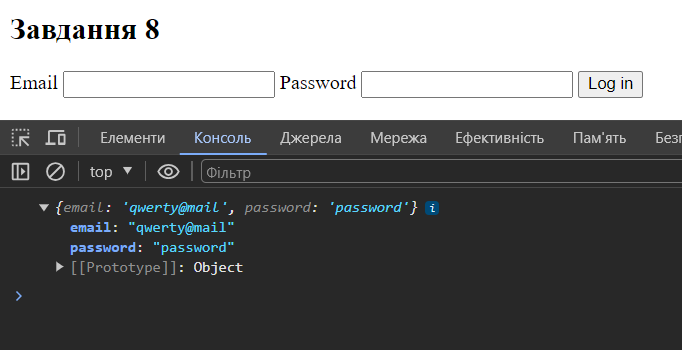 Завдання 8
Email Password Log in
Елементи Консоль Джерела Мережа Ефективність Пам'ять
top Фільтр
{email: 'qwerty@mail', password: 'password'} i
email: "qwerty@mail"
password: "password"
[[Prototype]]: Object